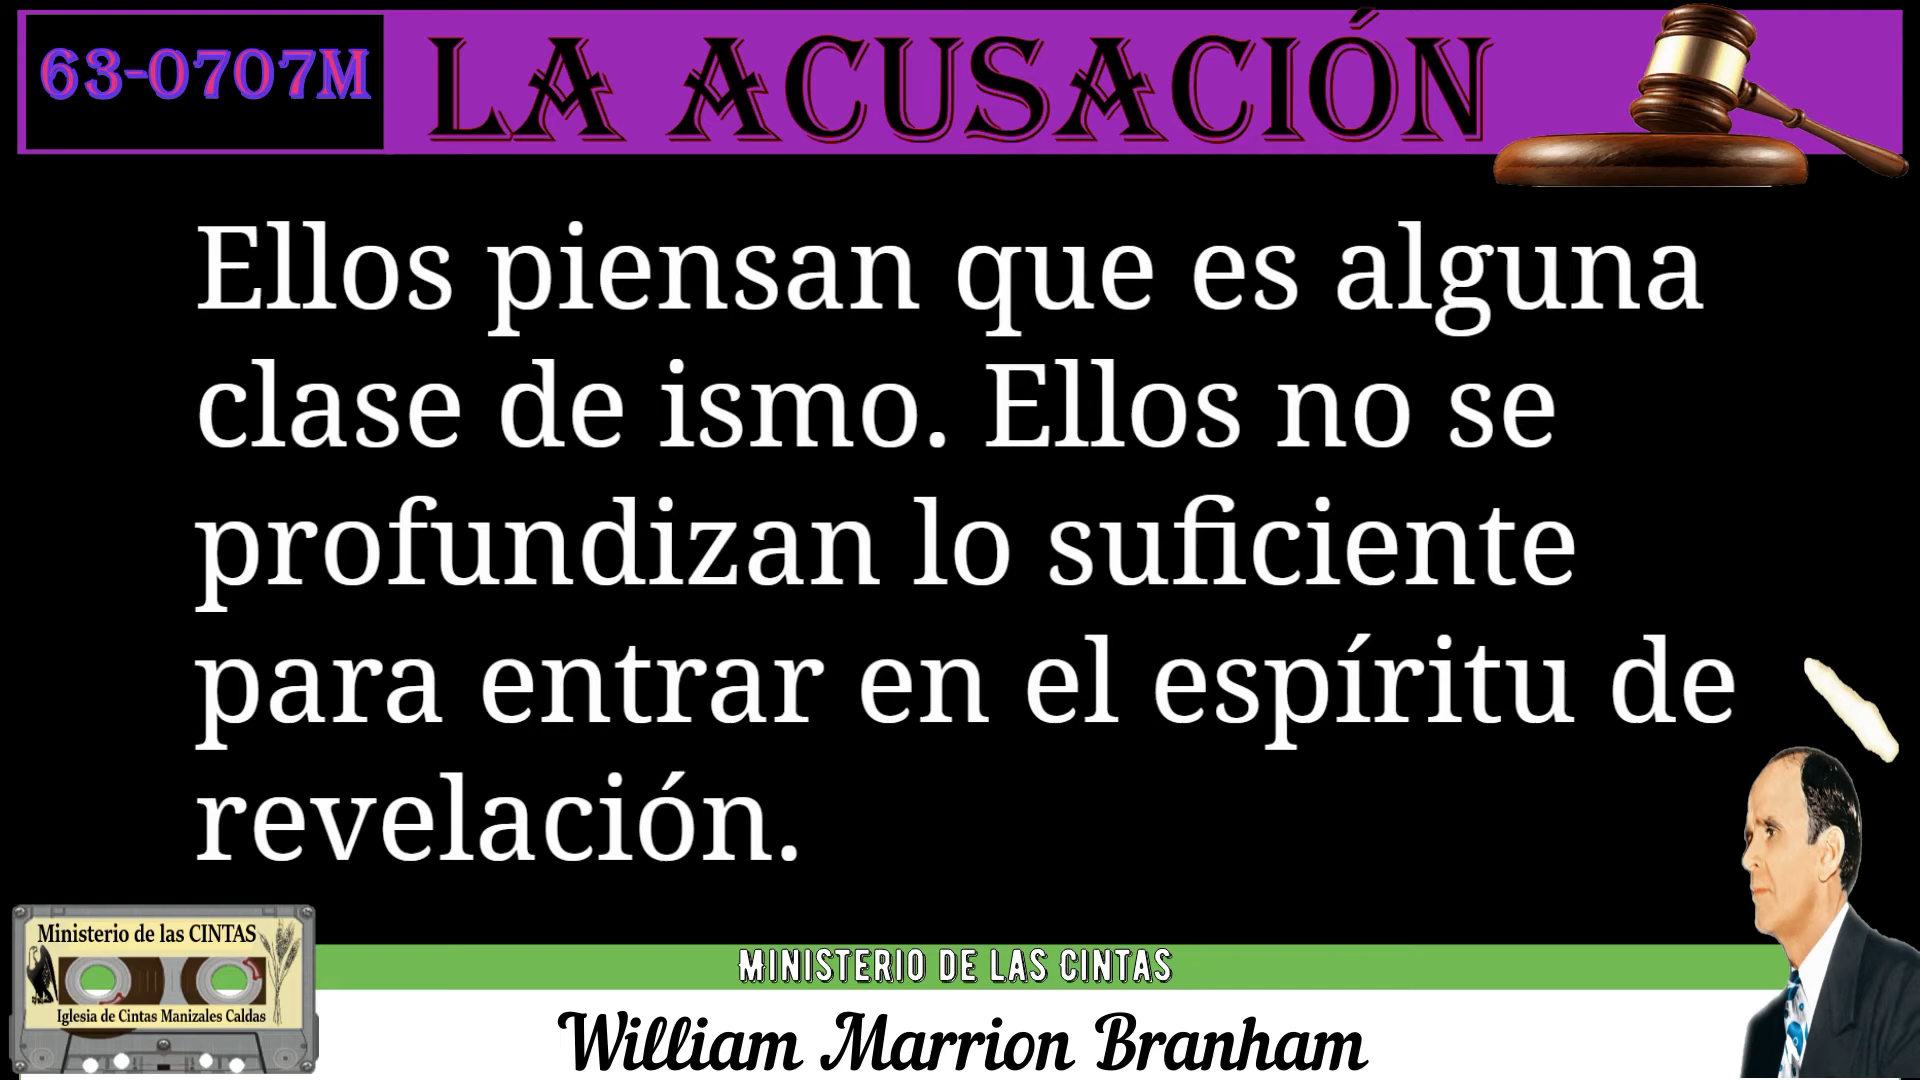 63-0707M
LA ACUSACIÓN
Ellos piensan que es alguna
clase de ismo. Ellos no se
profundizan lo suficiente
para entrar en el espíritu de
revelación.
Ministerio de las CINTAS
Iglesia de Cintas Manizales Caldas
MINISTERIO DE LAS CINTAS
William Marrion Branham